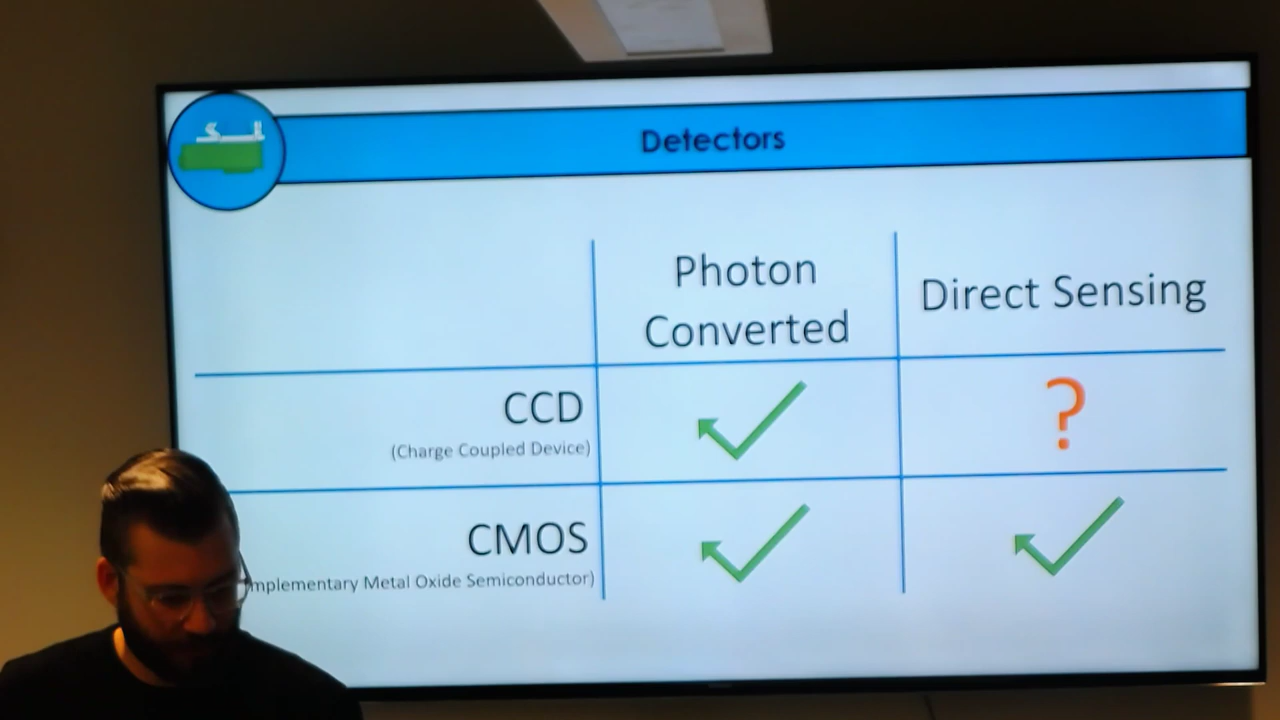 Detectors
Photon
Converted
Direct Sensing
CCD
?
(Charge Coupled Device)
CMOS
mplementary Metal Oxide Semiconductor)